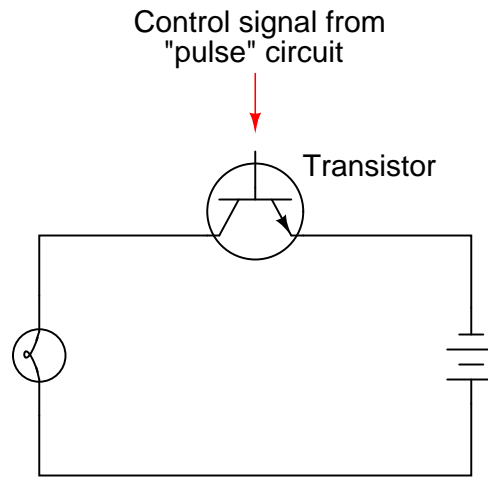 Control signal from
"pulse" circuit
Transistor